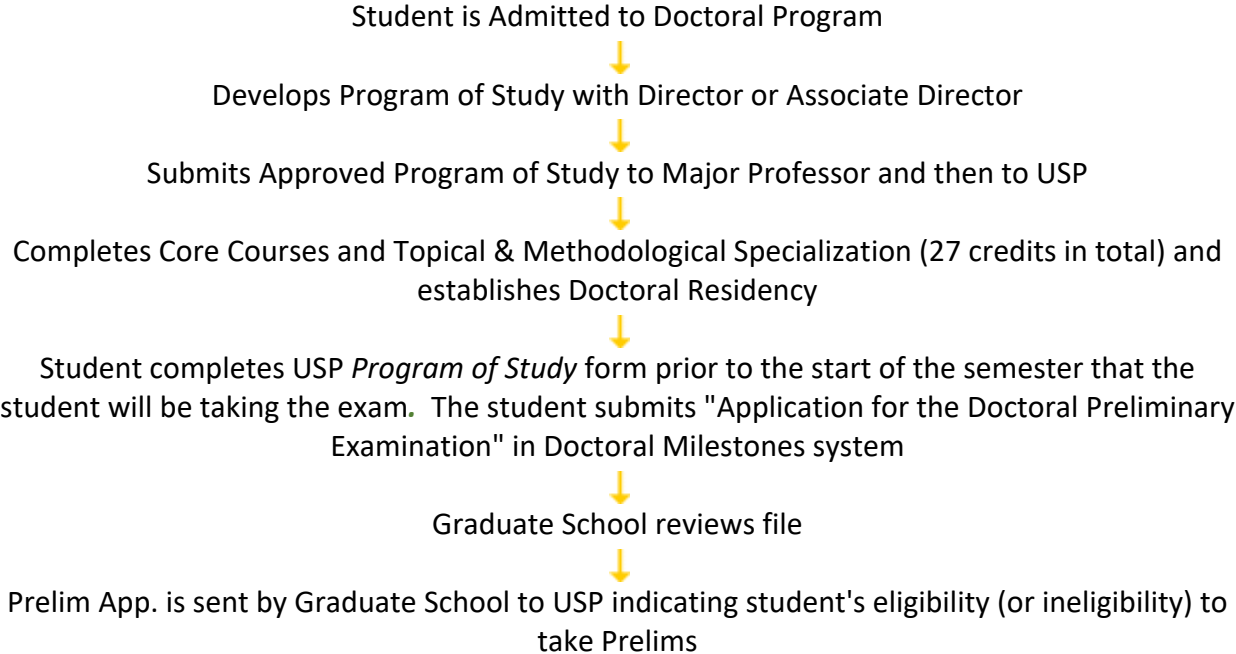 Student is Admitted to Doctoral Program
Develops Program of Study with Director or Associate Director
Submits Approved Program of Study to Major Professor and then to USP
Completes Core Courses and Topical & Methodological Specialization (27 credits in total) and
establishes Doctoral Residency
Student completes USP Program of Study form prior to the start of the semester that the
student will be taking the exam.  The student submits "Application for the Doctoral Preliminary
Examination" in Doctoral Milestones system
Graduate School reviews file
Prelim App. is sent by Graduate School to USP indicating student's eligibility (or ineligibility) to
take Prelims